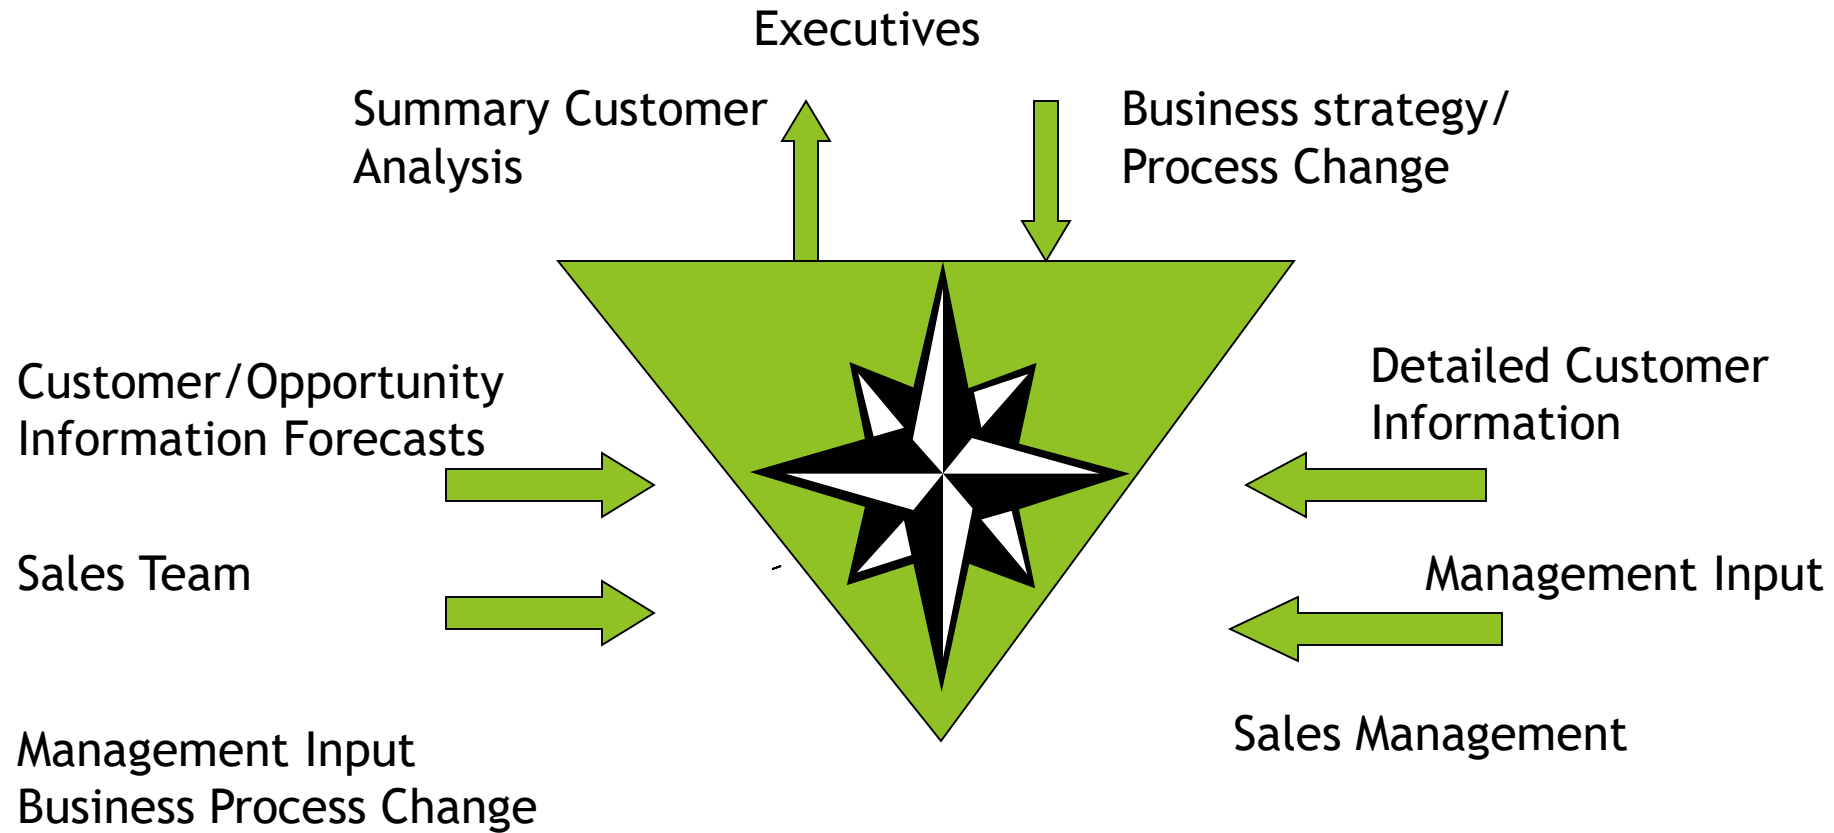 Executives
Summary Customer
Analysis
Business strategy/
Process Change
Customer/Opportunity
Information Forecasts
Detailed Customer
Information
Sales Team
Management Input
Sales Management
Management Input
Business Process Change